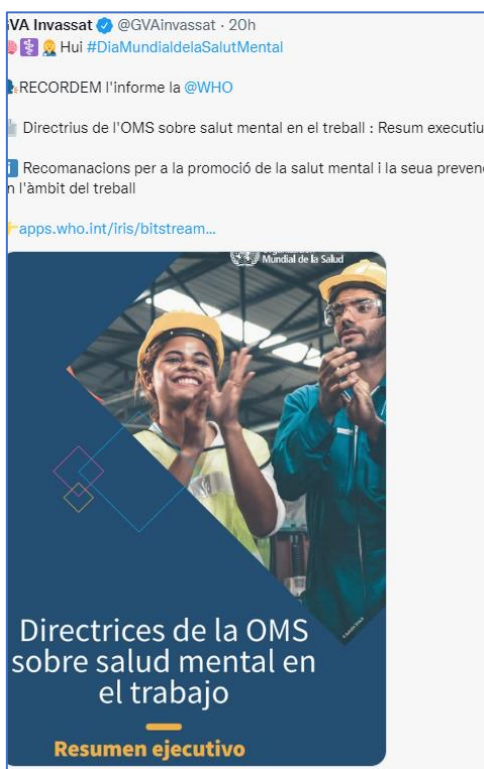 GVA Invassat @GVAinvassat · 20h
Hui #DiaMundialdelaSalutMental
RECORDEM l'informe la @WHO
Directrius de l'OMS sobre salut mental en el treball : Resum executiu
Recomanacions per a la promoció de la salut mental i la seua
n l'àmbit del treball
apps.who.int/iris/bitstream...
Mundial de la Salud
Directrices de la OMS
sobre salud mental en
el trabajo
Resumen ejecutivo